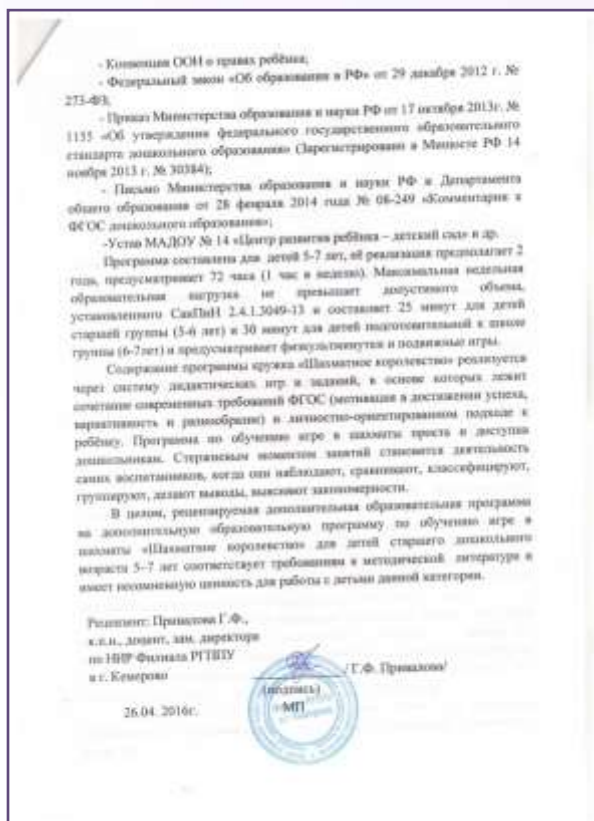 - Конвенция ООН о правах ребёнка;
- Федеральный закон «Об образовании в РФ» от 29 декабря 2012 г. №
273-ФЗ;
- Приказ Министерства образования и науки РФ от 17 октября 2013г. №
1155 «Об утверждении федерального государственного образовательного
стандарта дошкольного образования» (Зарегистрировано в Минюсте РФ 14
ноября 2013 г. № 30384);
- Письмо Министерства образования и науки РФ и Департамента
общего образования от 28 февраля 2014 года № 08-249 «Комментарии к
ФГОС дошкольного образования»;
-Устав МАДОУ № 14 «Центр развития ребёнка – детский сад» и др.
Программа составлена для детей 5-7 лет, её реализация предполагает 2
года, предусматривает 72 часа (1 час в неделю). Максимальная недельная
образовательная нагрузка не превышает допустимого объема,
установленного СанПиН 2.4.1.3049-13 и составляет 25 минут для детей
старшей группы (5-6 лет) и 30 минут для детей подготовительной к школе
группы (6-7лет) и предусматривает физкультминутки и подвижные игры.
Содержание программы кружка «Шахматное королевство» реализуется
через систему дидактических игр и заданий, в основе которых лежит
сочетание современных требований ФГОС (мотивация в достижении успеха,
вариативность и разнообразие) и личностно-ориентированном подходе к
ребёнку. Программа по обучению игре в шахматы проста и доступна
дошкольникам. Стержневым моментом занятий становится деятельность
самих воспитанников, когда они наблюдают, сравнивают, классифицируют,
группируют, делают выводы, выясняют закономерности.
В целом, рецензируемая дополнительная образовательная программа
на дополнительную образовательную программу по обучению игре в
шахматы «Шахматное королевство» для детей старшего дошкольного
возраста 5-7 лет соответствует требованиям к методической литературе и
имеет несомненную ценность для работы с детьми данной категории.
Рецензент: Привалова Г.Ф.,
к.п.н., доцент, зам. директора
по НИР Филиала РГППУ
в г. Кемерово
/ Г.Ф. Привалова/
(подпись)
МП
26.04. 2016г.